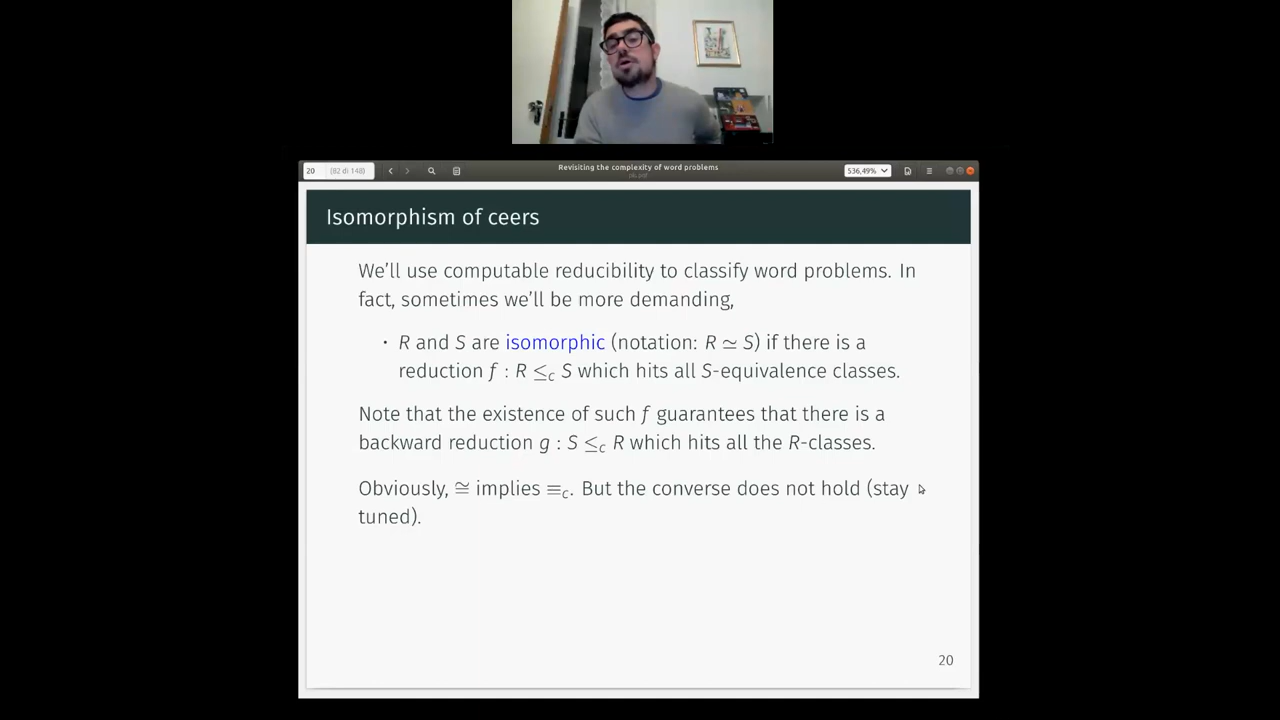 20 (82 di 148)
Revisiting the complexity of word problems
536,49%
Isomorphism of ceers
We'll use computable reducibility to classify word problems. In
fact, sometimes we'll be more demanding,
· R and S are isomorphic (notation: R ≃ S) if there is a
reduction f : R ≤c S which hits all S-equivalence classes.
Note that the existence of such f guarantees that there is a
backward reduction g : S ≤c R which hits all the R-classes.
Obviously, ≅ implies ≡c. But the converse does not hold (stay
tuned).
20